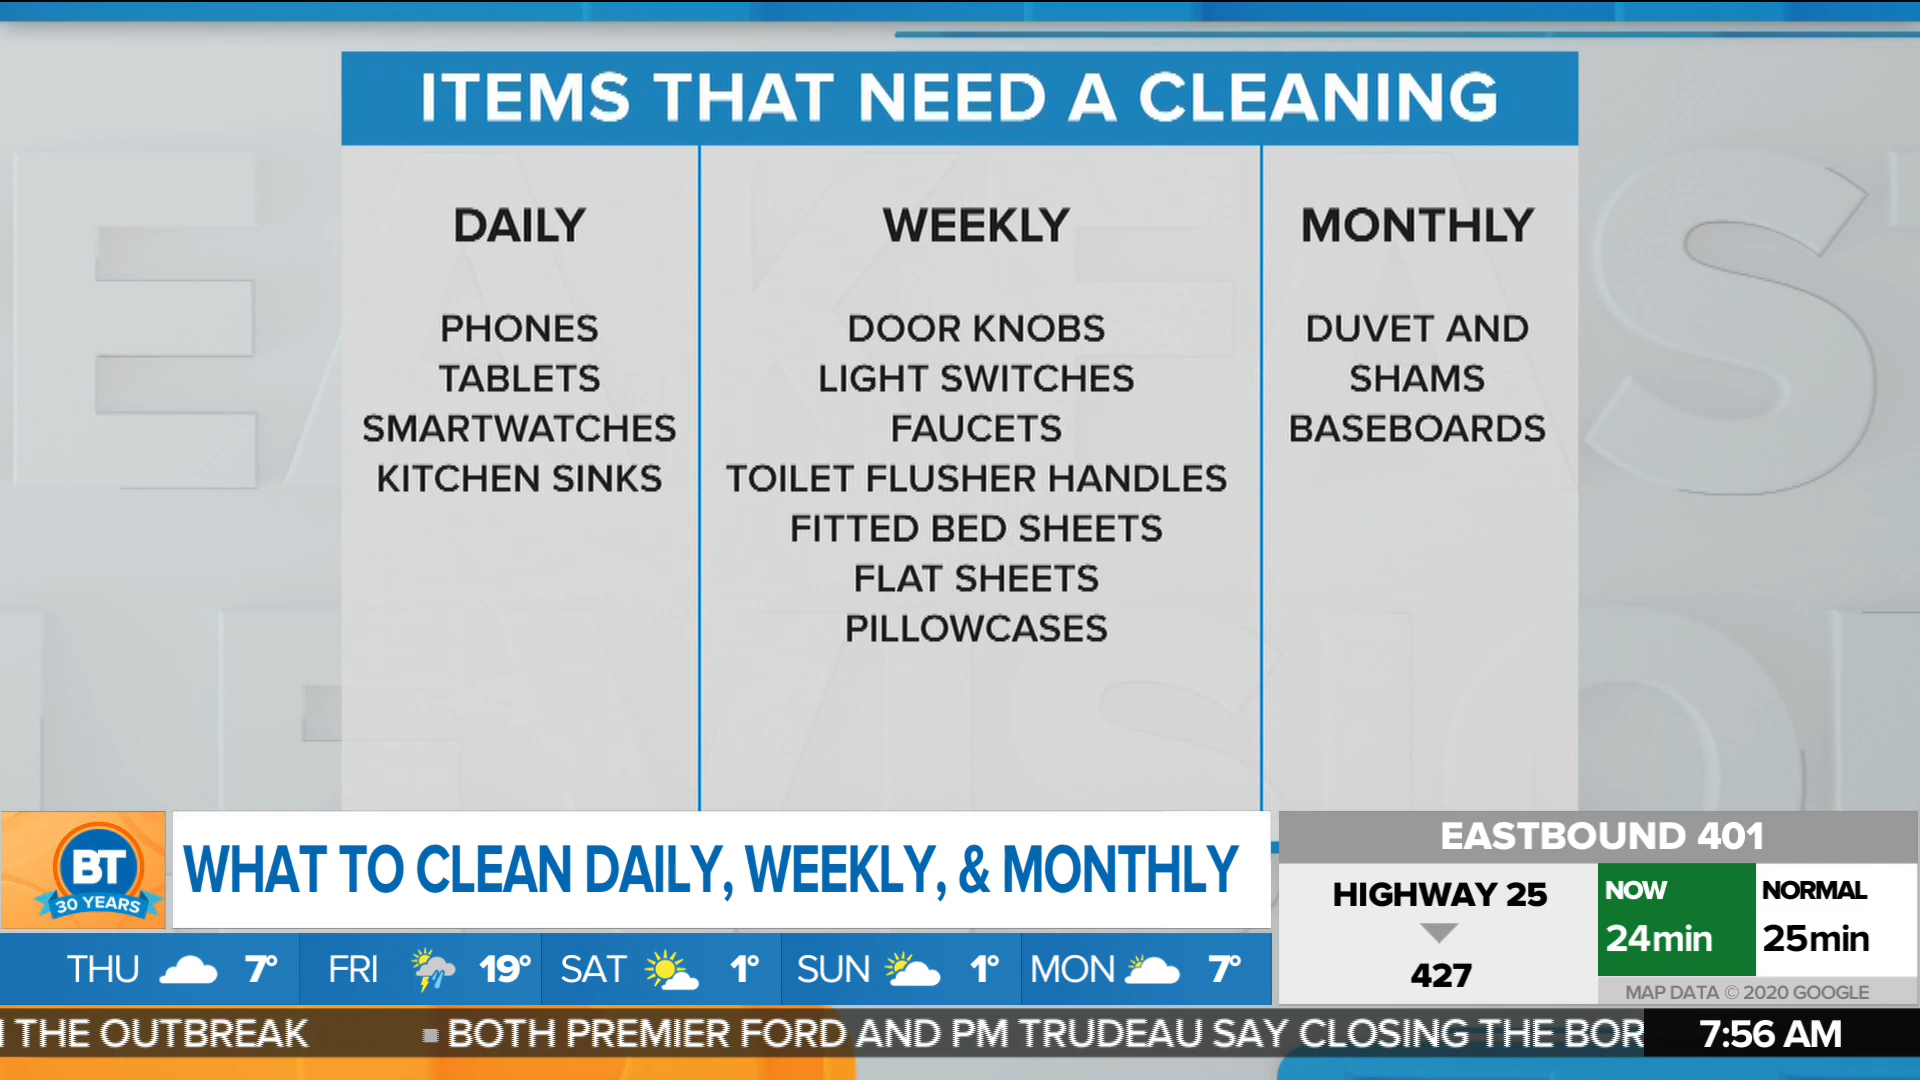 ITEMS THAT NEED A CLEANING
DAILY
PHONES
TABLETS
SMARTWATCHES
KITCHEN SINKS
WEEKLY
DOOR KNOBS
LIGHT SWITCHES
FAUCETS
TOILET FLUSHER HANDLES
FITTED BED SHEETS
FLAT SHEETS
PILLOWCASES
MONTHLY
DUVET AND
SHAMS
BASEBOARDS
BT
30 YEARS
WHAT TO CLEAN DAILY, WEEKLY, & MONTHLY
EASTBOUND 401
HIGHWAY 25
427
NOW
24min
NORMAL
25min
MAP DATA © 2020 GOOGLE
THU 7° FRI 19° SAT 1° SUN 1° MON 7°
THE OUTBREAK ▪ BOTH PREMIER FORD AND PM TRUDEAU SAY CLOSING THE BOR
7:56 AM